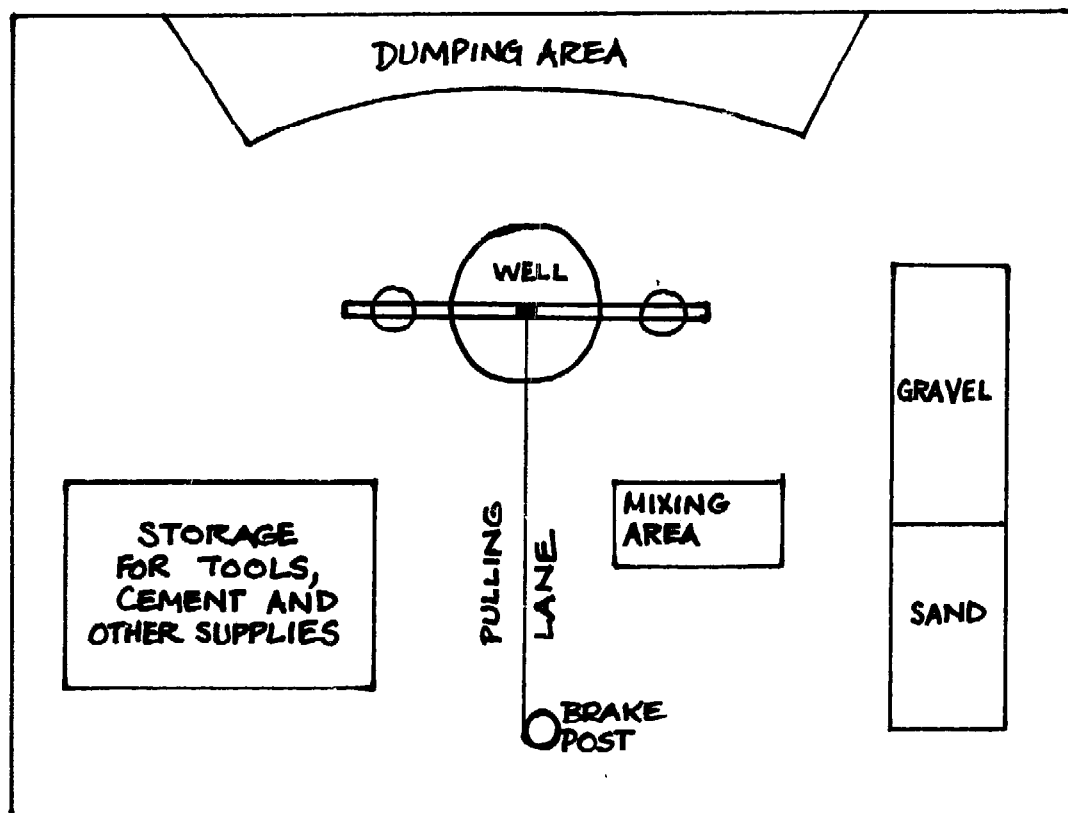 DUMPING AREA
WELL
GRAVEL
MIXING
AREA
STORAGE
FOR TOOLS,
CEMENT AND
OTHER SUPPLIES
PULLING
LANE
SAND
BRAKE
POST